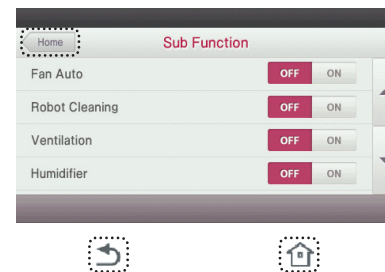 Home
Sub Function
Fan Auto OFF ON
Robot Cleaning OFF ON
Ventilation OFF ON
Humidifier OFF ON